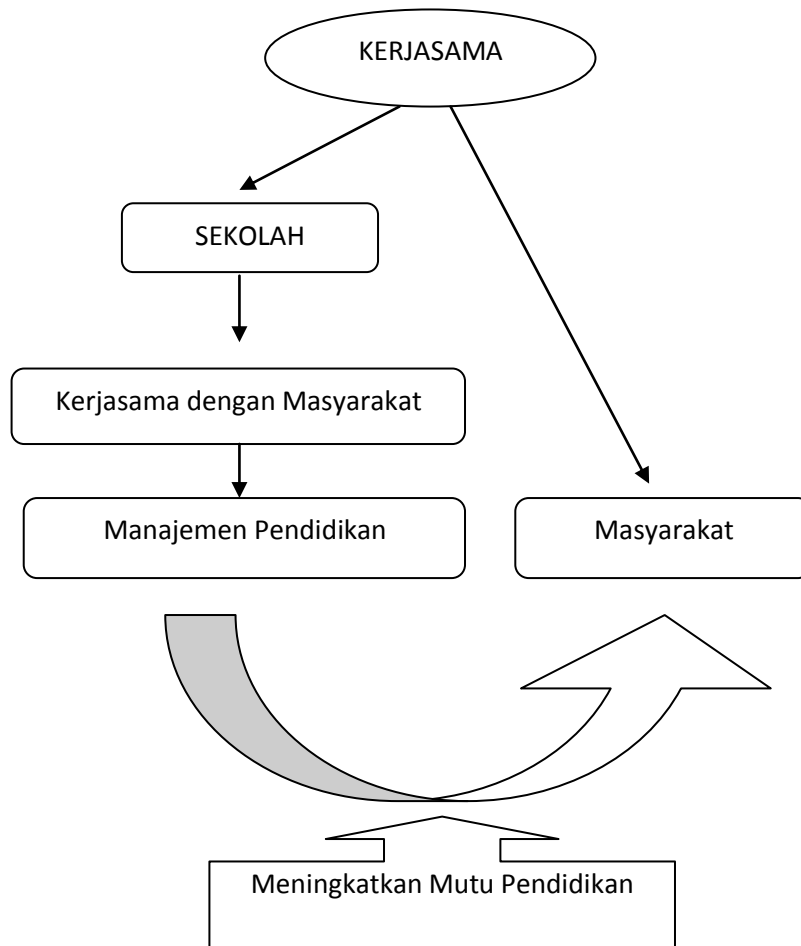 KERJASAMA
SEKOLAH
Kerjasama dengan Masyarakat
Manajemen Pendidikan
Masyarakat
Meningkatkan Mutu Pendidikan